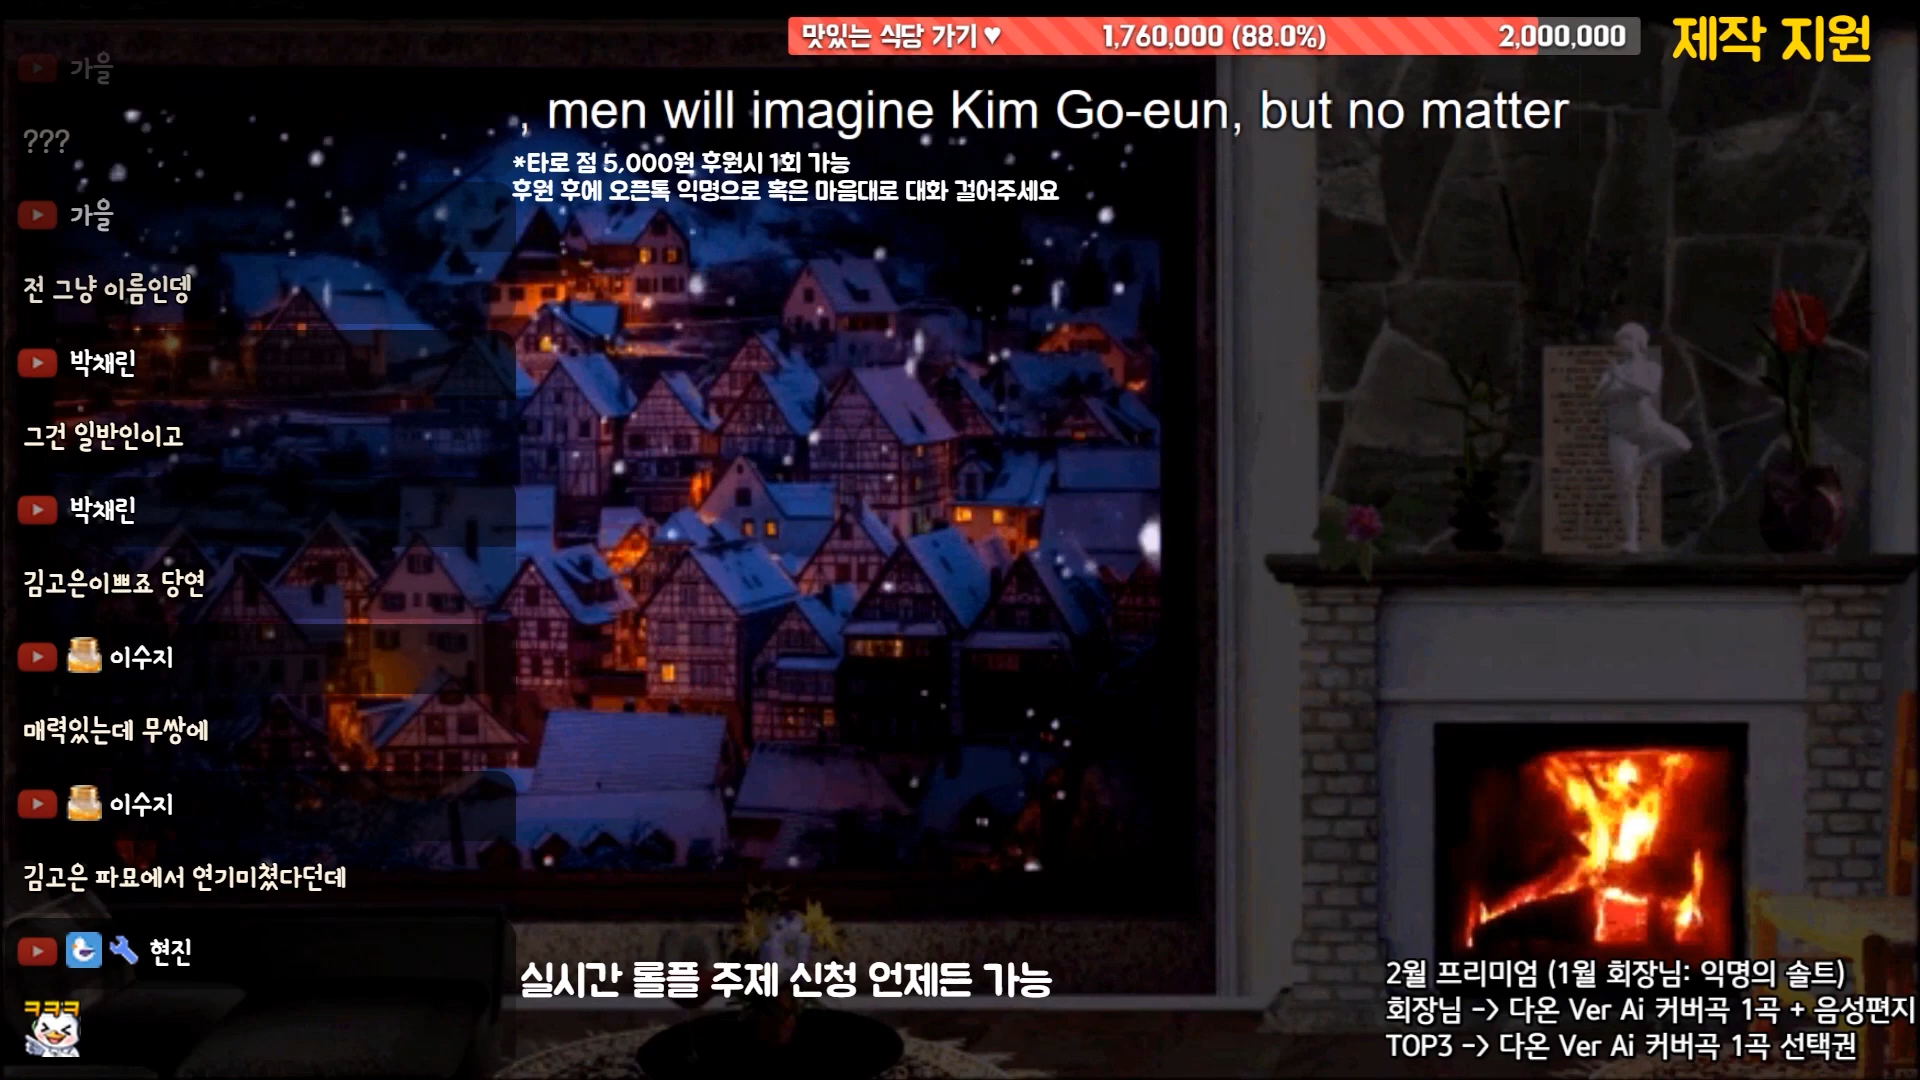 맛있는 식당 가기 ♥ 1,760,000 (88.0%) 2,000,000
제작 지원
, men will imagine Kim Go-eun, but no matter
*타로 점 5,000원 후원시 1회 가능
후원 후에 오픈톡 익명으로 혹은 마음대로 대화 걸어주세요
가을
???
가을
전 그냥 이름인뎅
박채린
그건 일반인이고
박채린
김고은이쁘죠 당연
이수지
매력있는데 무쌍에
이수지
김고은 파묘에서 연기미쳤다던데
현진
ㅋㅋㅋ
실시간 롤플 주제 신청 언제든 가능
2월 프리미엄 (1월 회장님: 익명의 솔트)
회장님 -> 다온 Ver Ai 커버곡 1곡 + 음성편지
TOP3 -> 다온 Ver Ai 커버곡 1곡 선택권